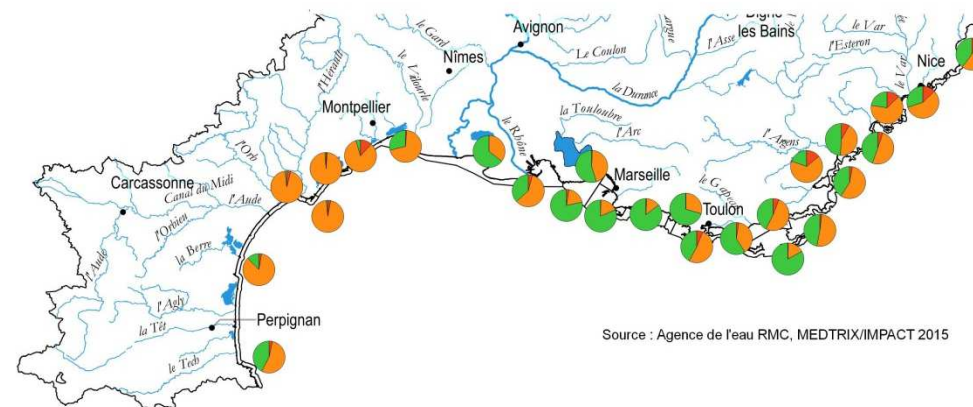 Avignon
les Bains
le Var
l'Esteron
le Var
Nice
le Gard
Nîmes
le Vidourle
l'Hérault
Montpellier
Le Coulon
l'Asse
la Durance
le Rhône
la Touloubre
l'Arc
l'Argens
Marseille
le Gapeau
Toulon
l'Orb
Carcassonne
Canal du Midi
l'Aude
l'Orbieu
l'Aude
la Berre
l'Agly
la Têt
Perpignan
le Tech
Source : Agence de l'eau RMC, MEDTRIX/IMPACT 2015